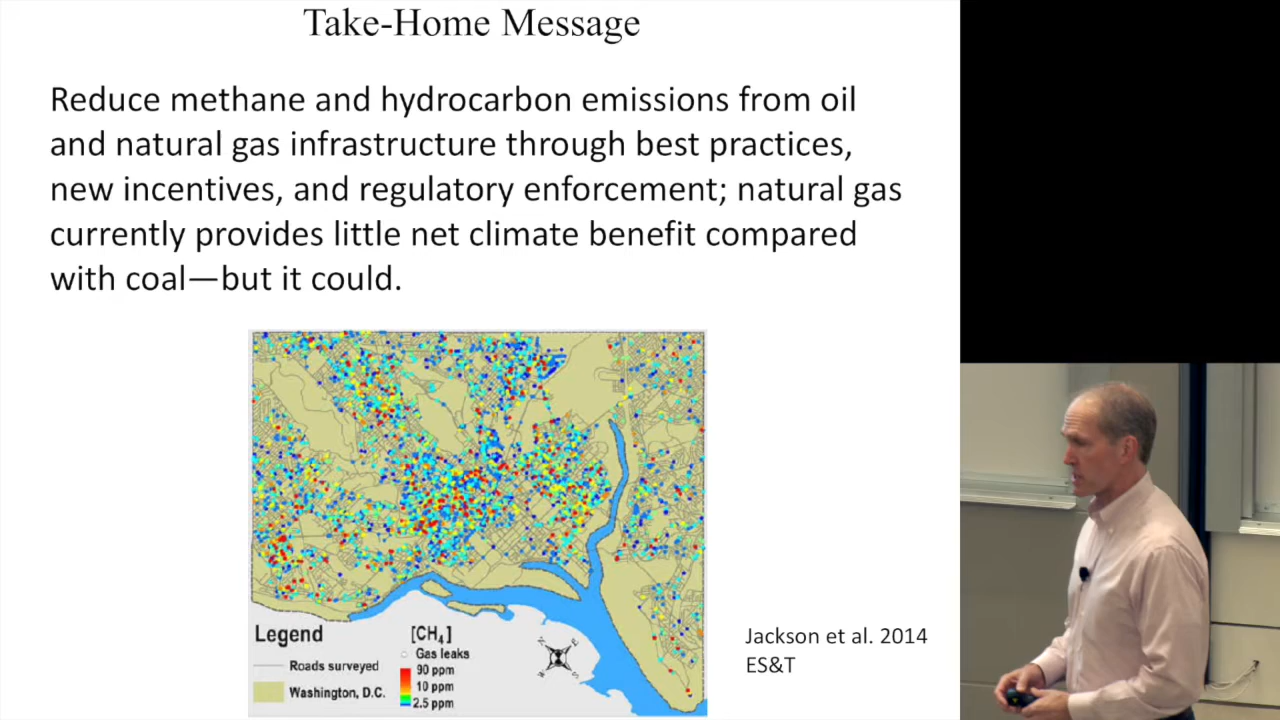 Take-Home Message
Reduce methane and hydrocarbon emissions from oil
and natural gas infrastructure through best practices,
new incentives, and regulatory enforcement; natural gas
currently provides little net climate benefit compared
with coal—but it could.
Legend
Roads surveyed
Washington, D.C.
[CH₄]
Gas leaks
90 ppm
10 ppm
2.5 ppm
N
E
W
S
Jackson et al. 2014
ES&T